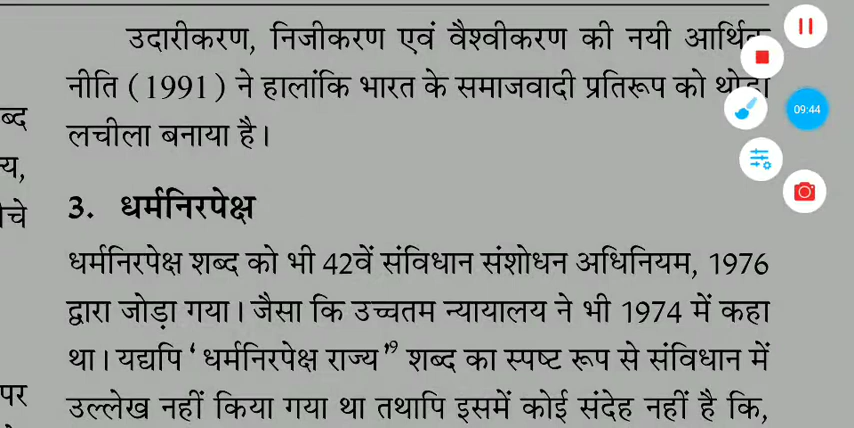 उदारीकरण, निजीकरण एवं वैश्वीकरण की नयी आर्थिक
नीति (1991) ने हालांकि भारत के समाजवादी प्रतिरूप को थोड़ा
लचीला बनाया है।
3. धर्मनिरपेक्ष
धर्मनिरपेक्ष शब्द को भी 42वें संविधान संशोधन अधिनियम, 1976
द्वारा जोड़ा गया। जैसा कि उच्चतम न्यायालय ने भी 1974 में कहा
था। यद्यपि 'धर्मनिरपेक्ष राज्य'⁹ शब्द का स्पष्ट रूप से संविधान में
उल्लेख नहीं किया गया था तथापि इसमें कोई संदेह नहीं है कि,
09:44